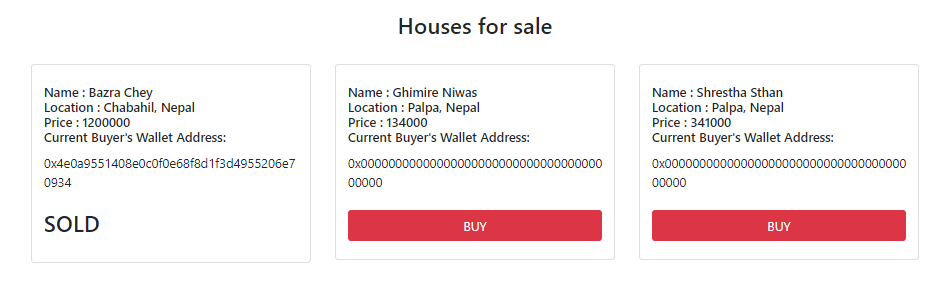 Houses for sale
Name : Bazra Chey
Location : Chabahil, Nepal
Price : 1200000
Current Buyer's Wallet Address:
0x4e0a9551408e0c0f0e68f8d1f3d4955206e7
0934
SOLD
Name : Ghimire Niwas
Location : Palpa, Nepal
Price : 134000
Current Buyer's Wallet Address:
0x00000000000000000000000000000000000
00000
BUY
Name : Shrestha Sthan
Location : Palpa, Nepal
Price : 341000
Current Buyer's Wallet Address:
0x00000000000000000000000000000000000
00000
BUY